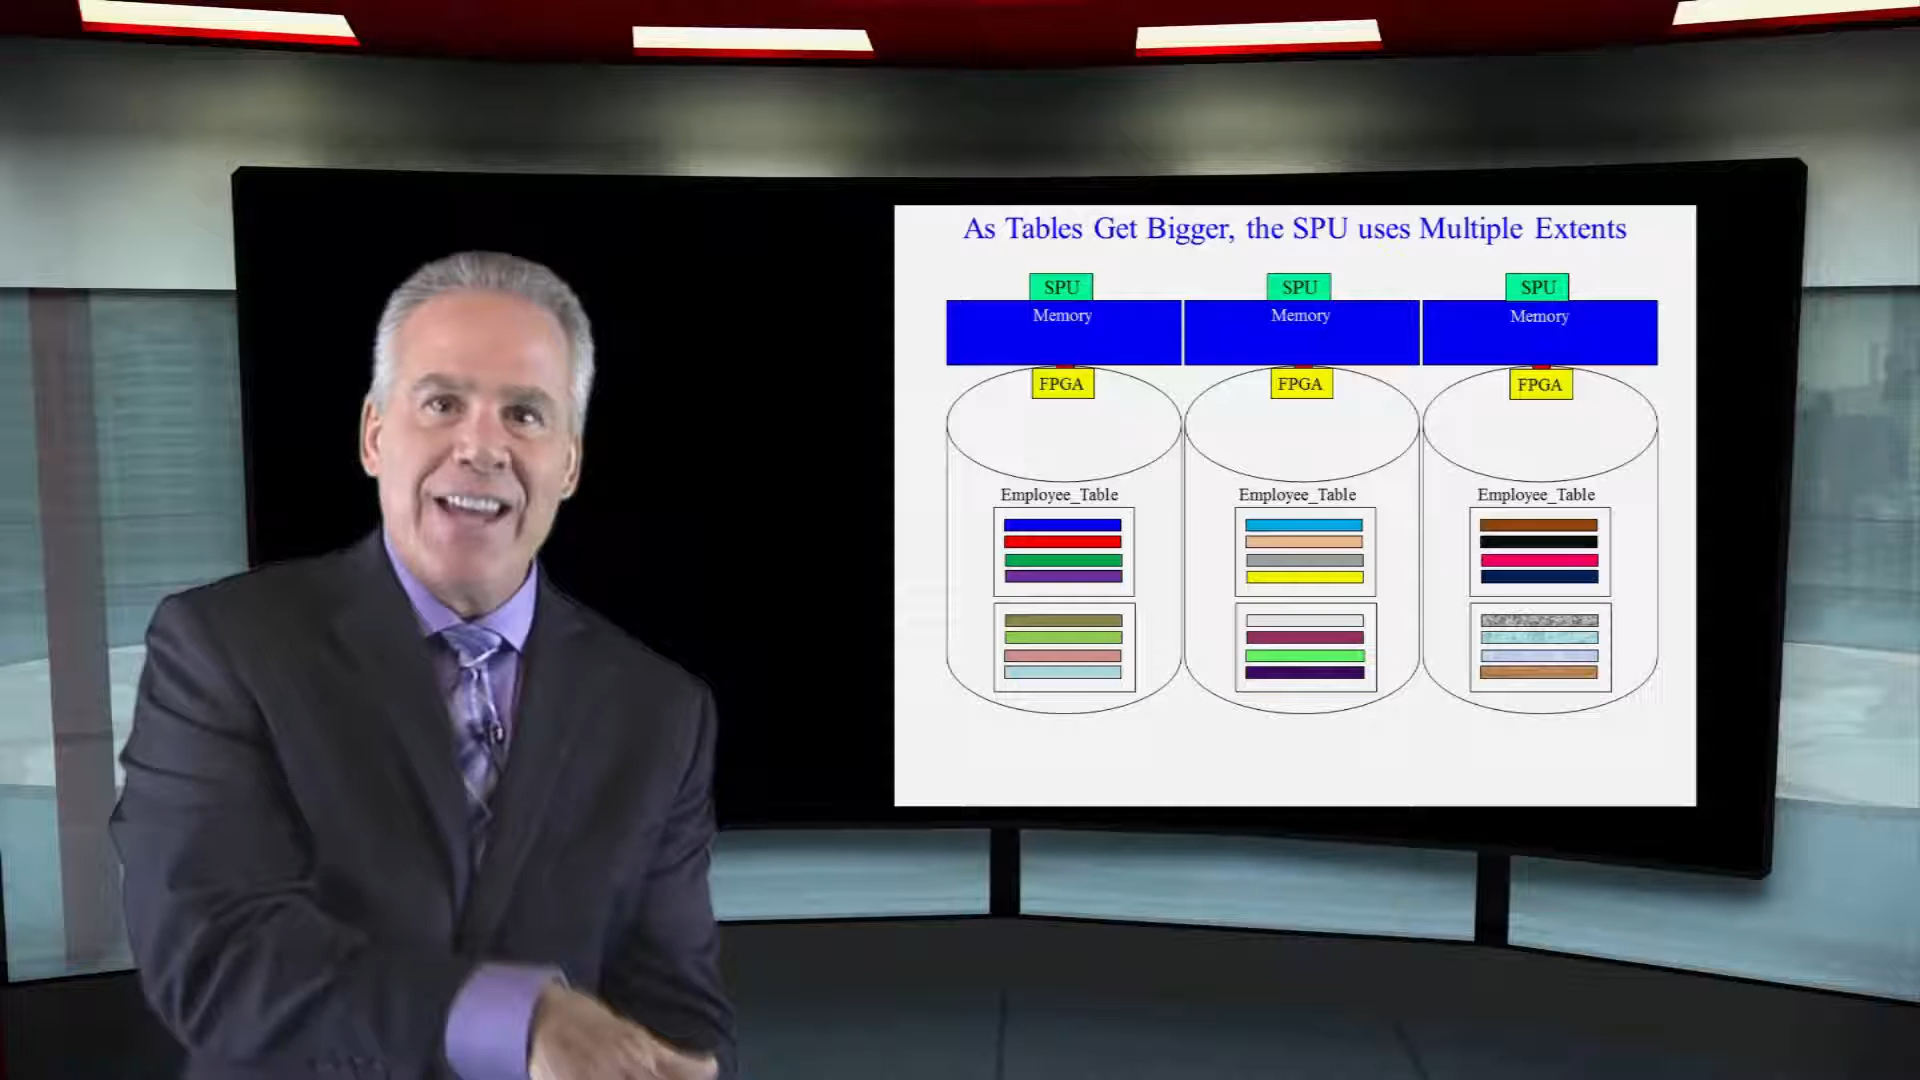 As Tables Get Bigger, the SPU uses Multiple Extents
SPU SPU SPU
Memory Memory Memory
FPGA FPGA FPGA
Employee_Table Employee_Table Employee_Table